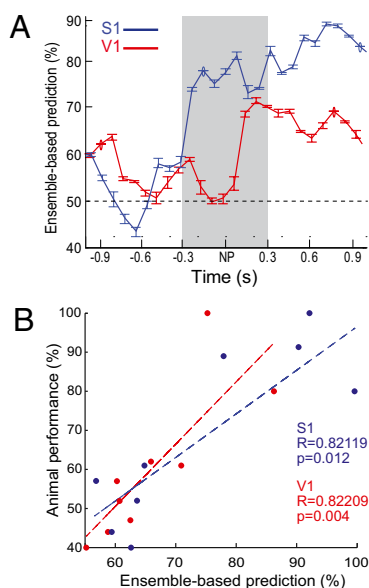 A
S1
V1
Ensemble-based prediction (%)
90
80
70
60
50
40
-0.9 -0.6 -0.3 NP 0.3 0.6 0.9
Time (s)
B
Animal performance (%)
100
90
80
70
60
50
40
S1
R=0.82119
p=0.012
V1
R=0.82209
p=0.004
60 70 80 90 100
Ensemble-based prediction (%)